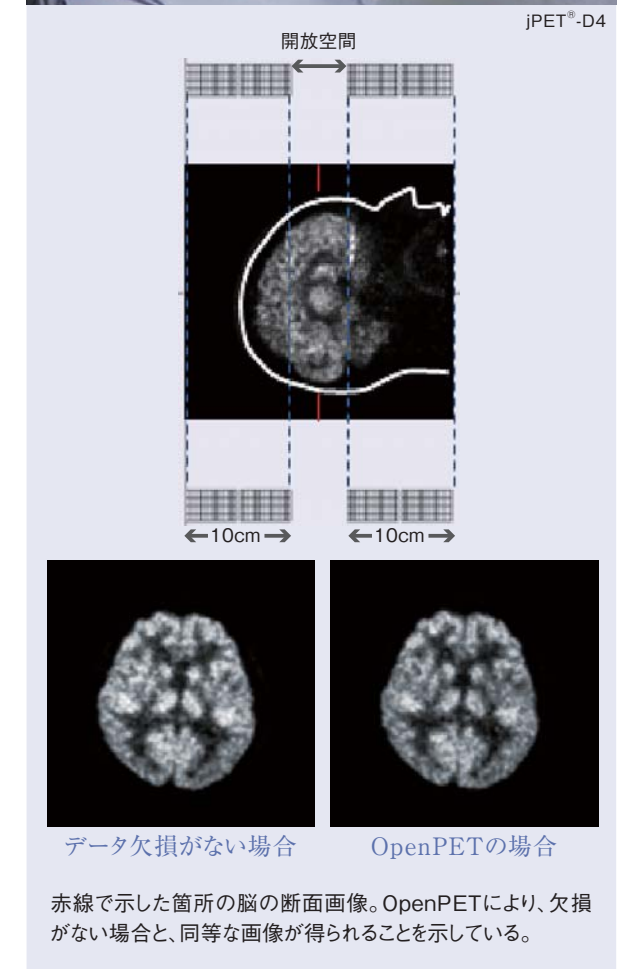 jPET®-D4
開放空間
←10cm→ ←10cm→
データ欠損がない場合 OpenPETの場合
赤線で示した箇所の脳の断面画像。OpenPETにより、欠損
がない場合と、同等な画像が得られることを示している。